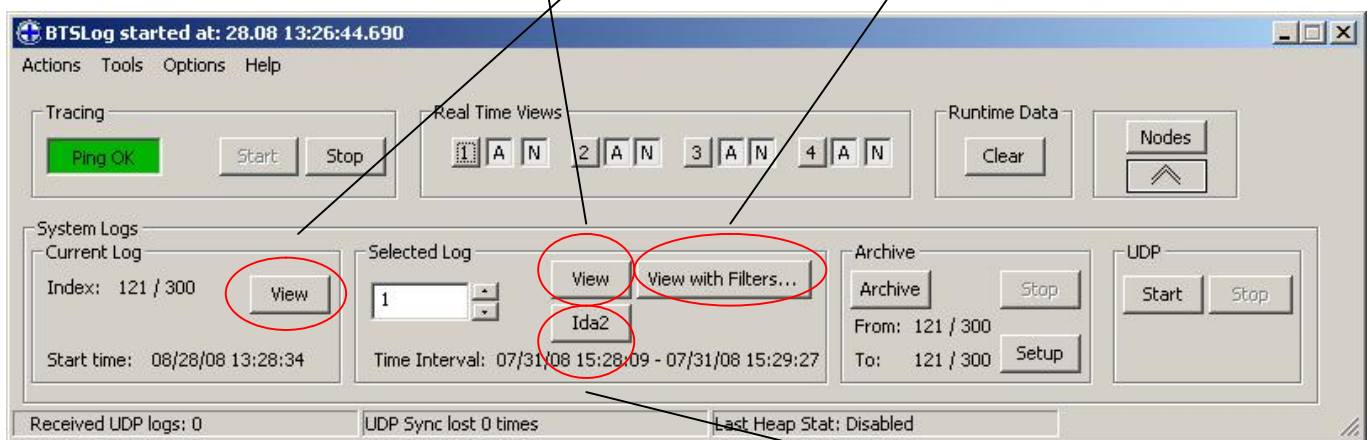 BTSLog started at: 28.08 13:26:44.690
Actions Tools Options Help
Tracing
Ping OK Start Stop
Real Time Views
1 A N 2 A N 3 A N 4 A N
Runtime Data
Clear
Nodes
System Logs
Current Log
Index: 121 / 300 View
Start time: 08/28/08 13:28:34
Selected Log
1 View View with Filters...
Ida2
Time Interval: 07/31/08 15:28:09 - 07/31/08 15:29:27
Archive
Archive Stop
From: 121 / 300
To: 121 / 300 Setup
UDP
Start Stop
Received UDP logs: 0 UDP Sync lost 0 times Last Heap Stat: Disabled